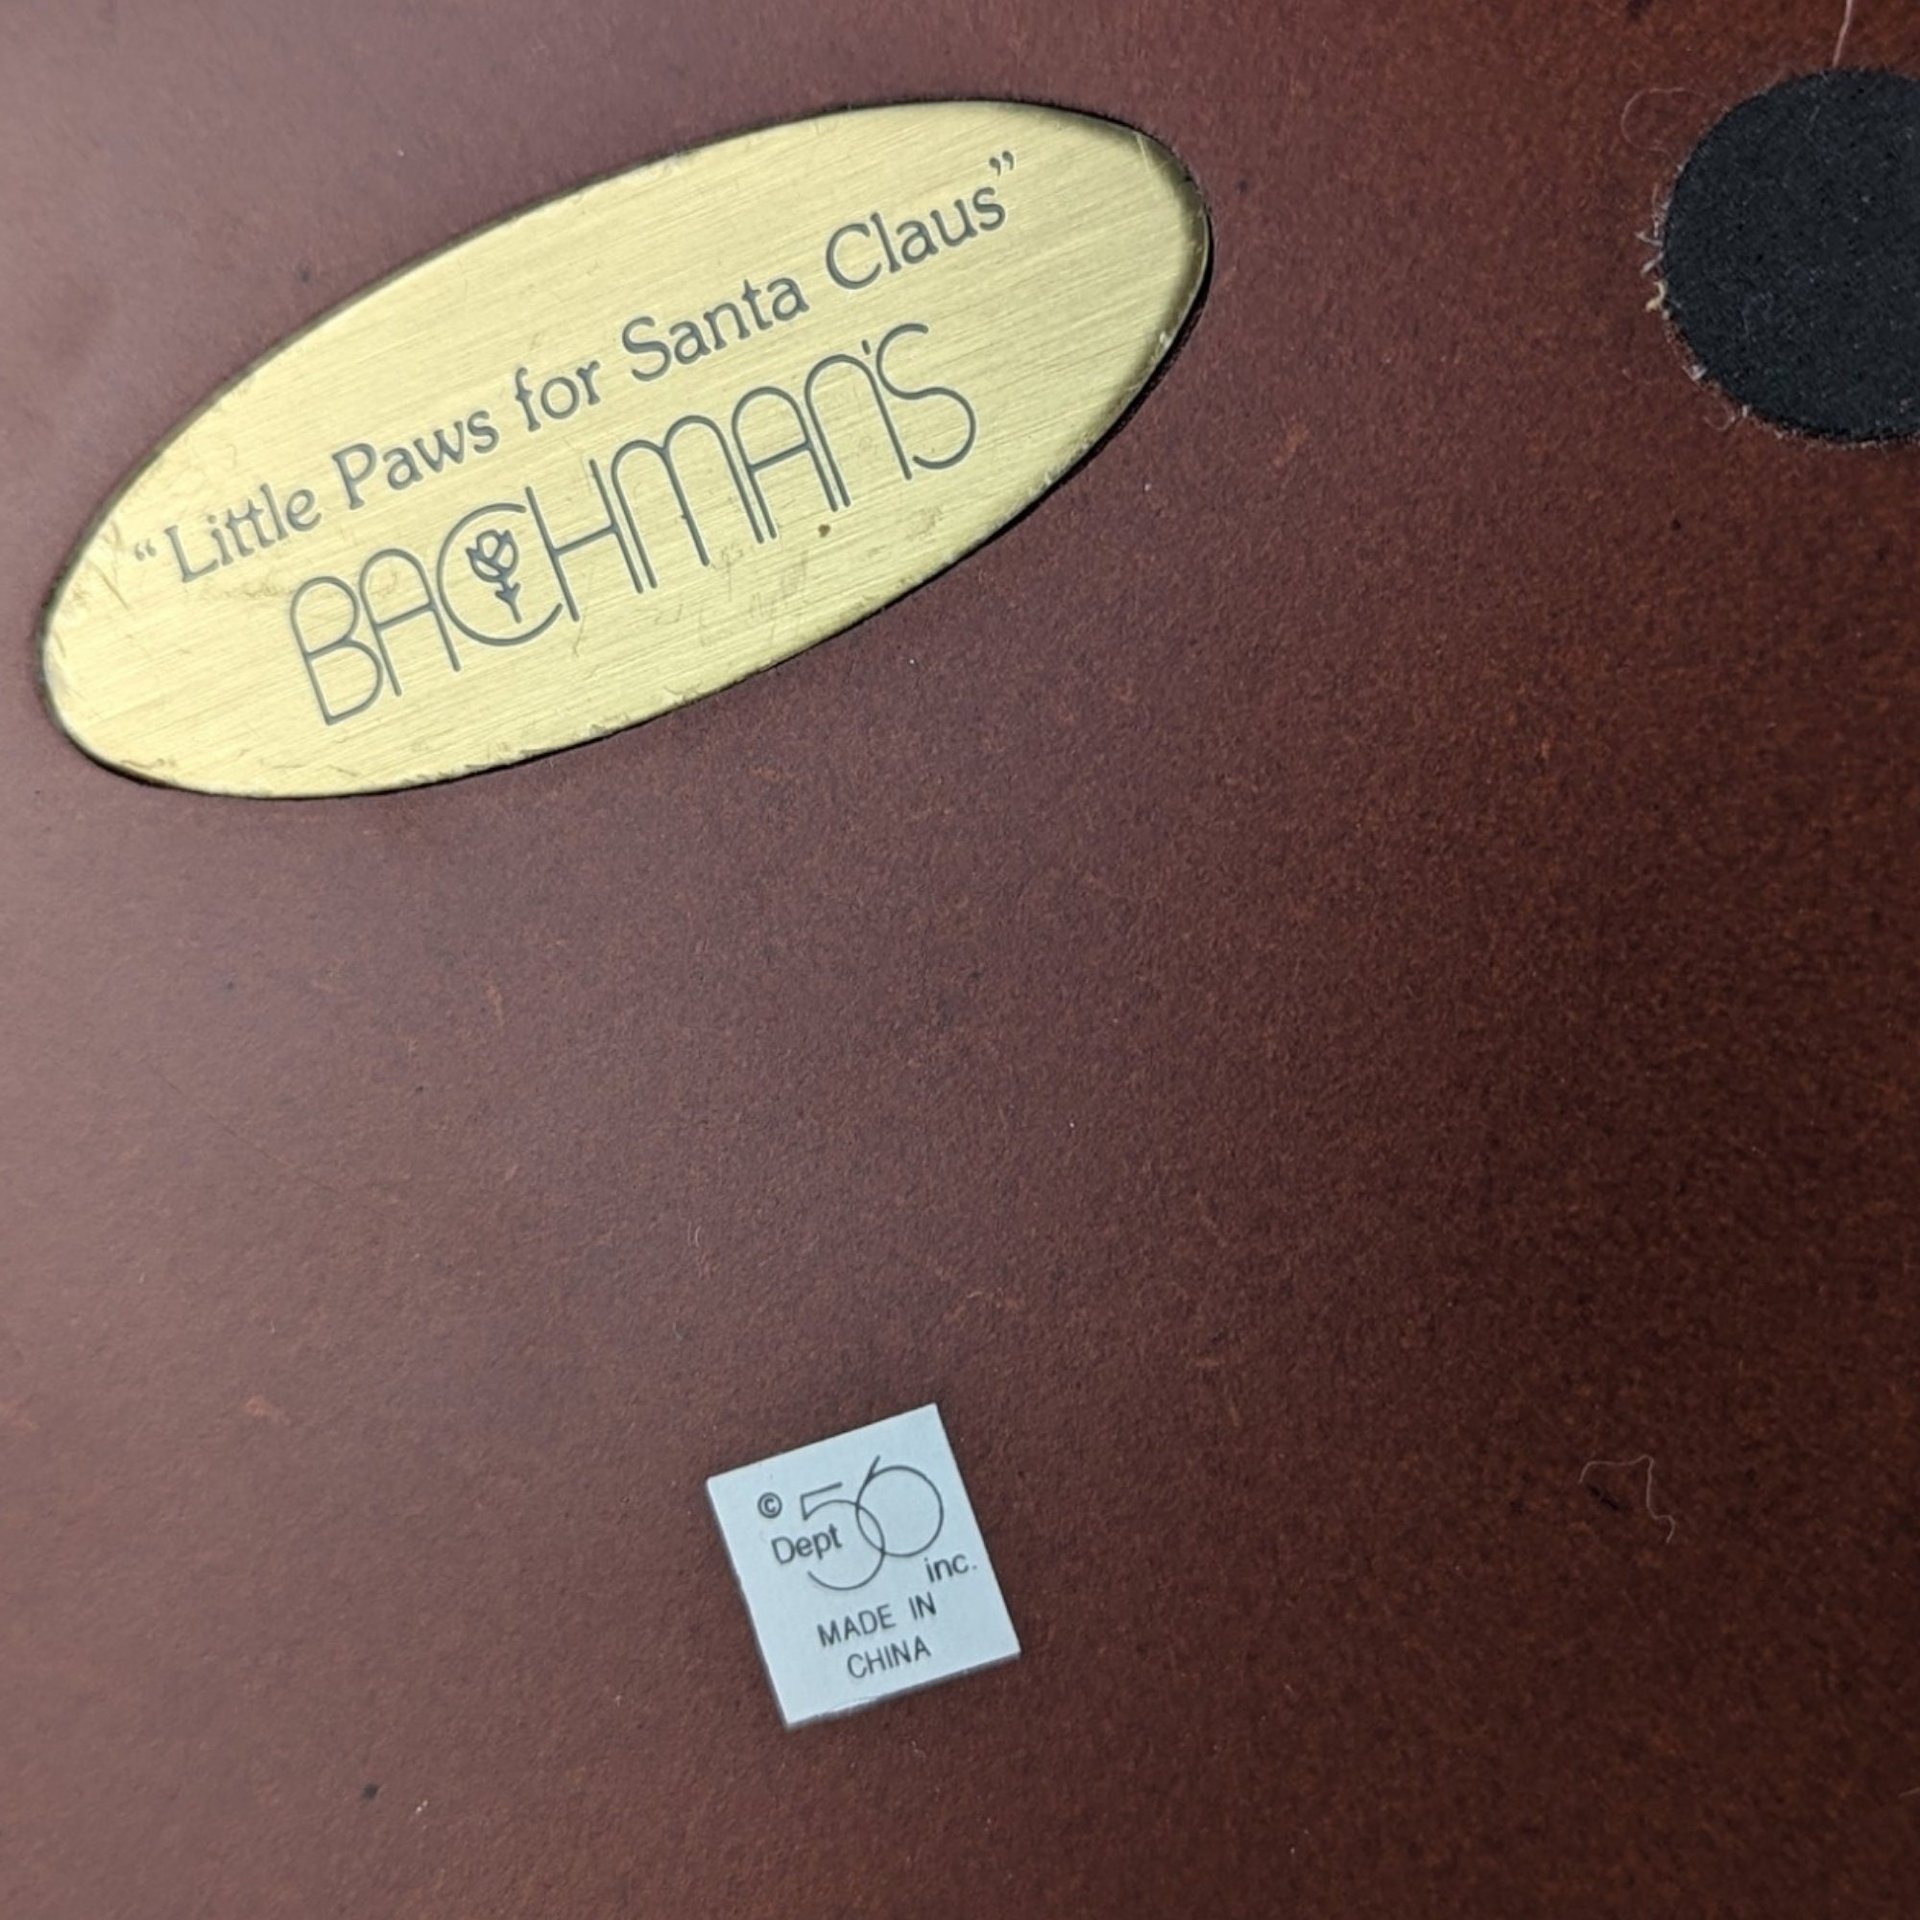 “Little Paws for Santa Claus”
BACHMAN'S
© Dept 56 inc.
MADE IN
CHINA